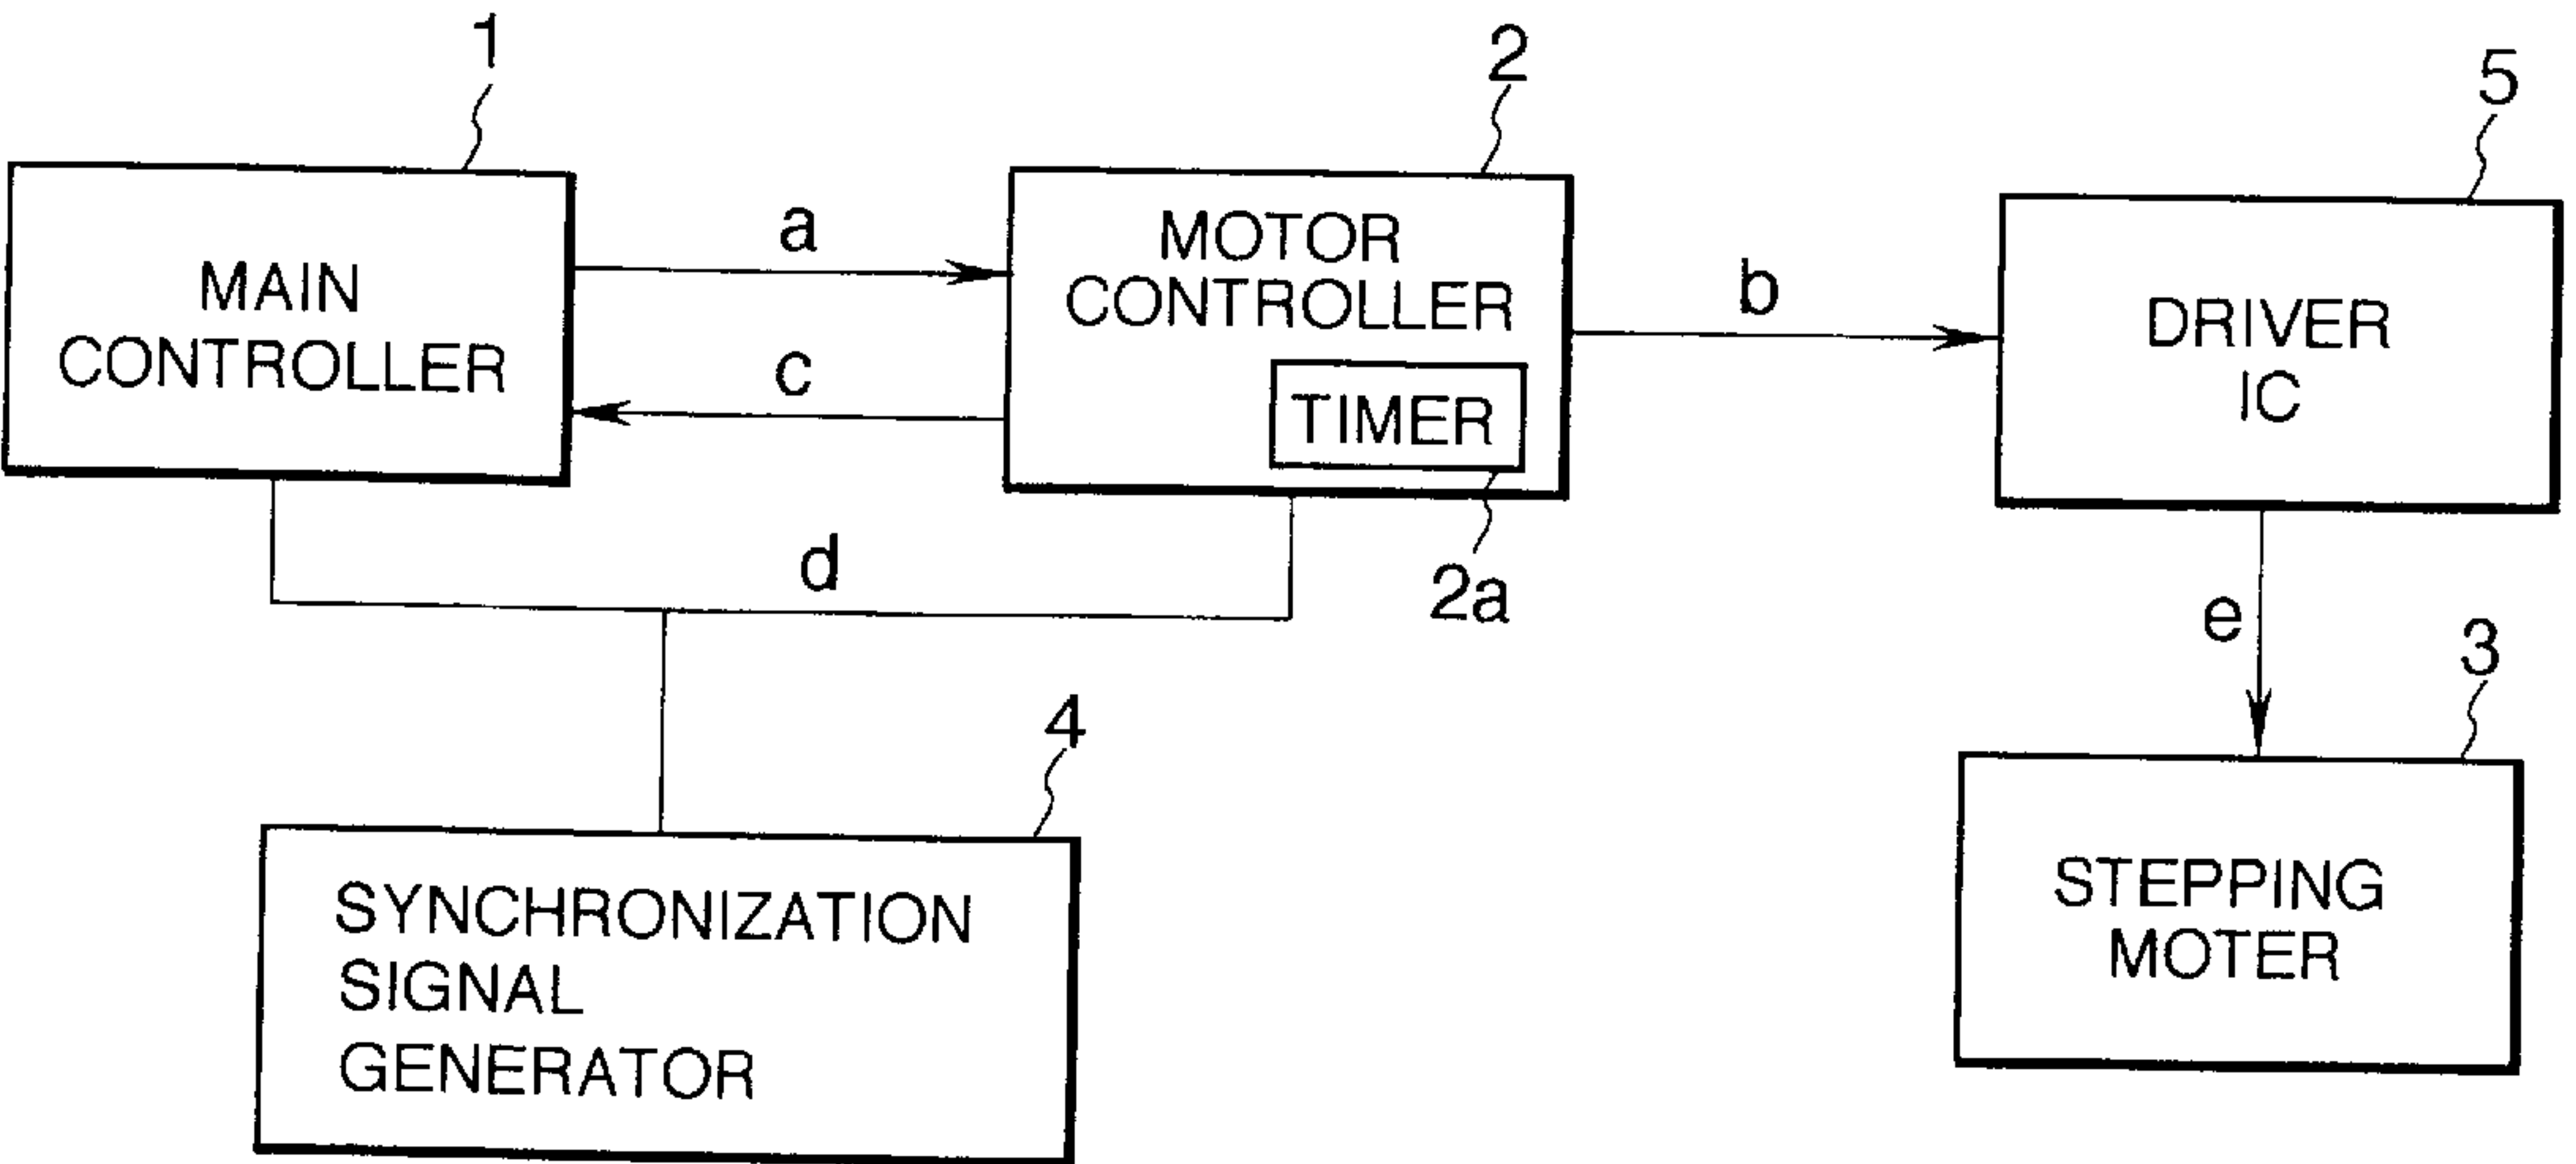 1
2
5
MAIN
CONTROLLER
a
c
MOTOR
CONTROLLER
TIMER
2a
b
DRIVER
IC
d
e
4
3
SYNCHRONIZATION
SIGNAL
GENERATOR
STEPPING
MOTER